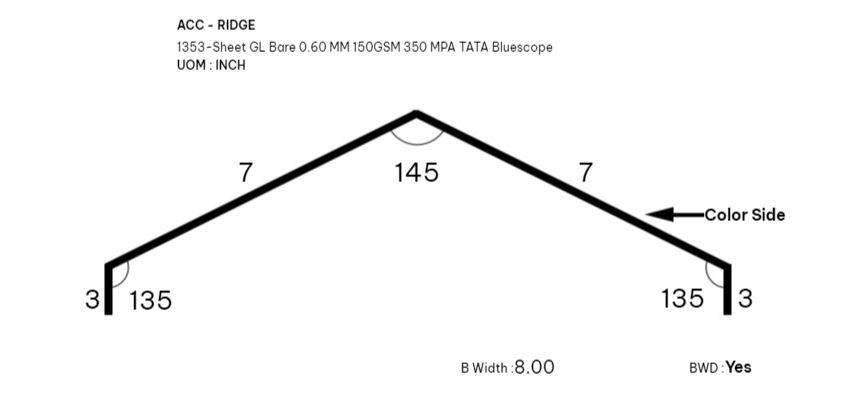 ACC - RIDGE
1353-Sheet GL Bare 0.60 MM 150GSM 350 MPA TATA Bluescope
UOM : INCH
7
145
7
Color Side
3
135
135
3
B Width :8.00
BWD : Yes